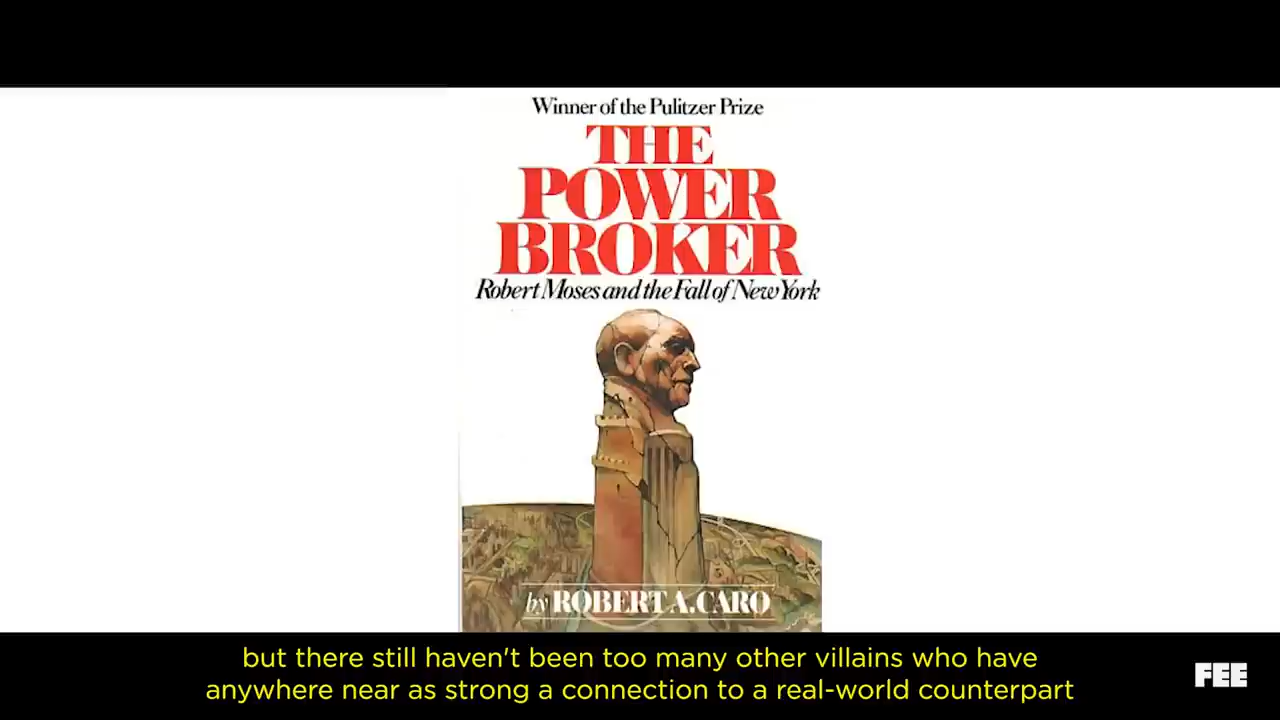 Winner of the Pulitzer Prize
THE
POWER
BROKER
Robert Moses and the Fall of New York
by ROBERT A. CARO
but there still haven't been too many other villains who have
anywhere near as strong a connection to a real-world counterpart
FEE